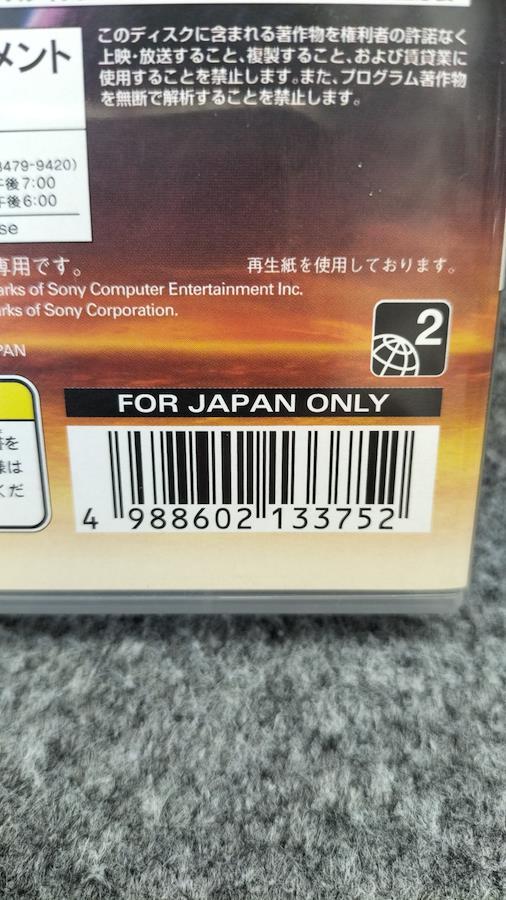 このディスクに含まれる著作物を権利者の許諾なく
上映・放送すること、複製すること、および賃貸業に
使用することを禁止します。また、プログラム著作物
を無断で解析することを禁止します。
メント
3479-9420)
午後7:00
午後6:00
se
専用です。
再生紙を使用しております。
arks of Sony Computer Entertainment Inc.
arks of Sony Corporation.
PAN
2
FOR JAPAN ONLY
を
様は
くだ
4 988602 133752